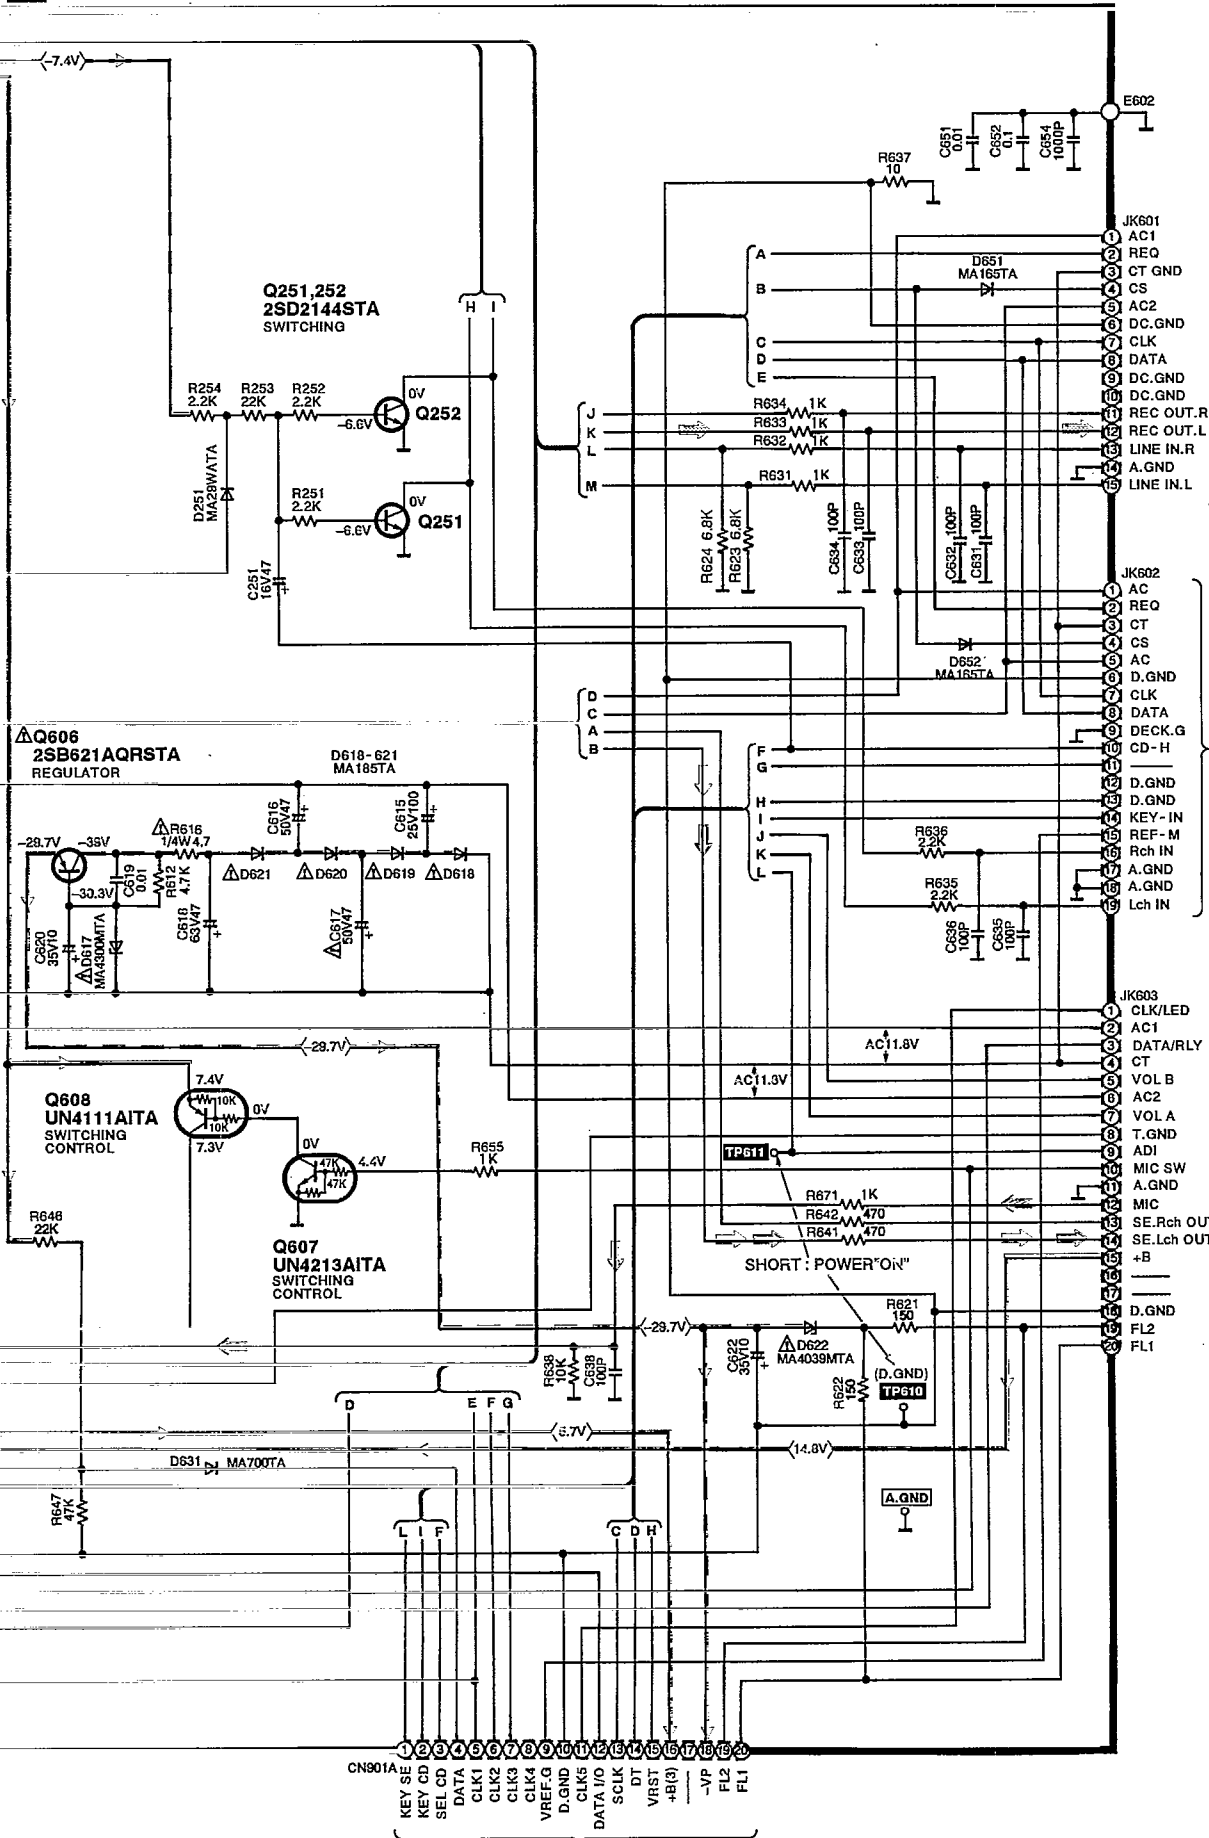 -7.4V
E602
C651
0.01
C652
0.1
C654
1000P
R637
10
JK601
1 AC1
2 REQ
3 CT GND
4 CS
5 AC2
6 DC.GND
7 CLK
8 DATA
9 DC.GND
10 DC.GND
11 REC OUT.R
12 REC OUT.L
13 LINE IN.R
14 A.GND
15 LINE IN.L
A
B
C
D
E
D651
MA165TA
Q251,252
2SD2144STA
SWITCHING
H I
R254
2.2K
R253
22K
R252
2.2K
0V
Q252
-6.6V
D251
MA28WATA
R251
2.2K
0V
Q251
-6.6V
C251
16V47
J
K
L
M
R634 1K
R633 1K
R632 1K
R631 1K
R624 6.8K
R623 6.8K
C634 100P
C633 100P
C632 100P
C631 100P
JK602
1 AC
2 REQ
3 CT
4 CS
5 AC
6 D.GND
7 CLK
8 DATA
9 DECK.G
10 CD-H
11
12 D.GND
13 D.GND
14 KEY-IN
15 REF-M
16 Rch IN
17 A.GND
18 A.GND
19 Lch IN
D652
MA165TA
D
C
A
B
F
G
H
I
J
K
L
R636
2.2K
R635
2.2K
C636
100P
C635
100P
Q606
2SB621AQRSTA
REGULATOR
D618-621
MA185TA
C616
50V47
C615
25V100
R616
1/4W4.7
-29.7V
-38V
-30.3V
C619
0.01
R612
4.7K
D621
D620
D619
D618
C618
63V47
C617
50V47
C620
35V10
D617
MA4300MTA
JK603
1 CLK/LED
2 AC1
3 DATA/RLY
4 CT
5 VOL B
6 AC2
7 VOL A
8 T.GND
9 ADI
10 MIC SW
11 A.GND
12 MIC
13 SE.Rch OUT
14 SE.Lch OUT
15 +B
16
17
18 D.GND
19 FL2
20 FL1
-29.7V
AC11.8V
AC11.3V
Q608
UN4111AITA
SWITCHING
CONTROL
7.4V
10K
10K
0V
7.3V
0V
47K
47K
4.4V
R655
1K
TP611
R646
22K
Q607
UN4213AITA
SWITCHING
CONTROL
R671 1K
R642 470
R641 470
SHORT : POWER"ON"
R621
150
-29.7V
D622
MA4039MTA
C622
35V10
R638
10K
C638
100P
R622
150
(D.GND)
TP610
D
E F G
14.8V
D631 MA700TA
R647
47K
A.GND
L I F
C D H
CN901A
1 KEY SE
2 KEY CD
3 SEL CD
4 DATA
5 CLK1
6 CLK2
7 CLK3
8 CLK4
9 VREF.G
10 D.GND
11 CLK5
12 DATA I/O
13 SCLK
14 DT
15 VRST
16 +B(3)
17
18 -VP
19 FL2
20 FL1